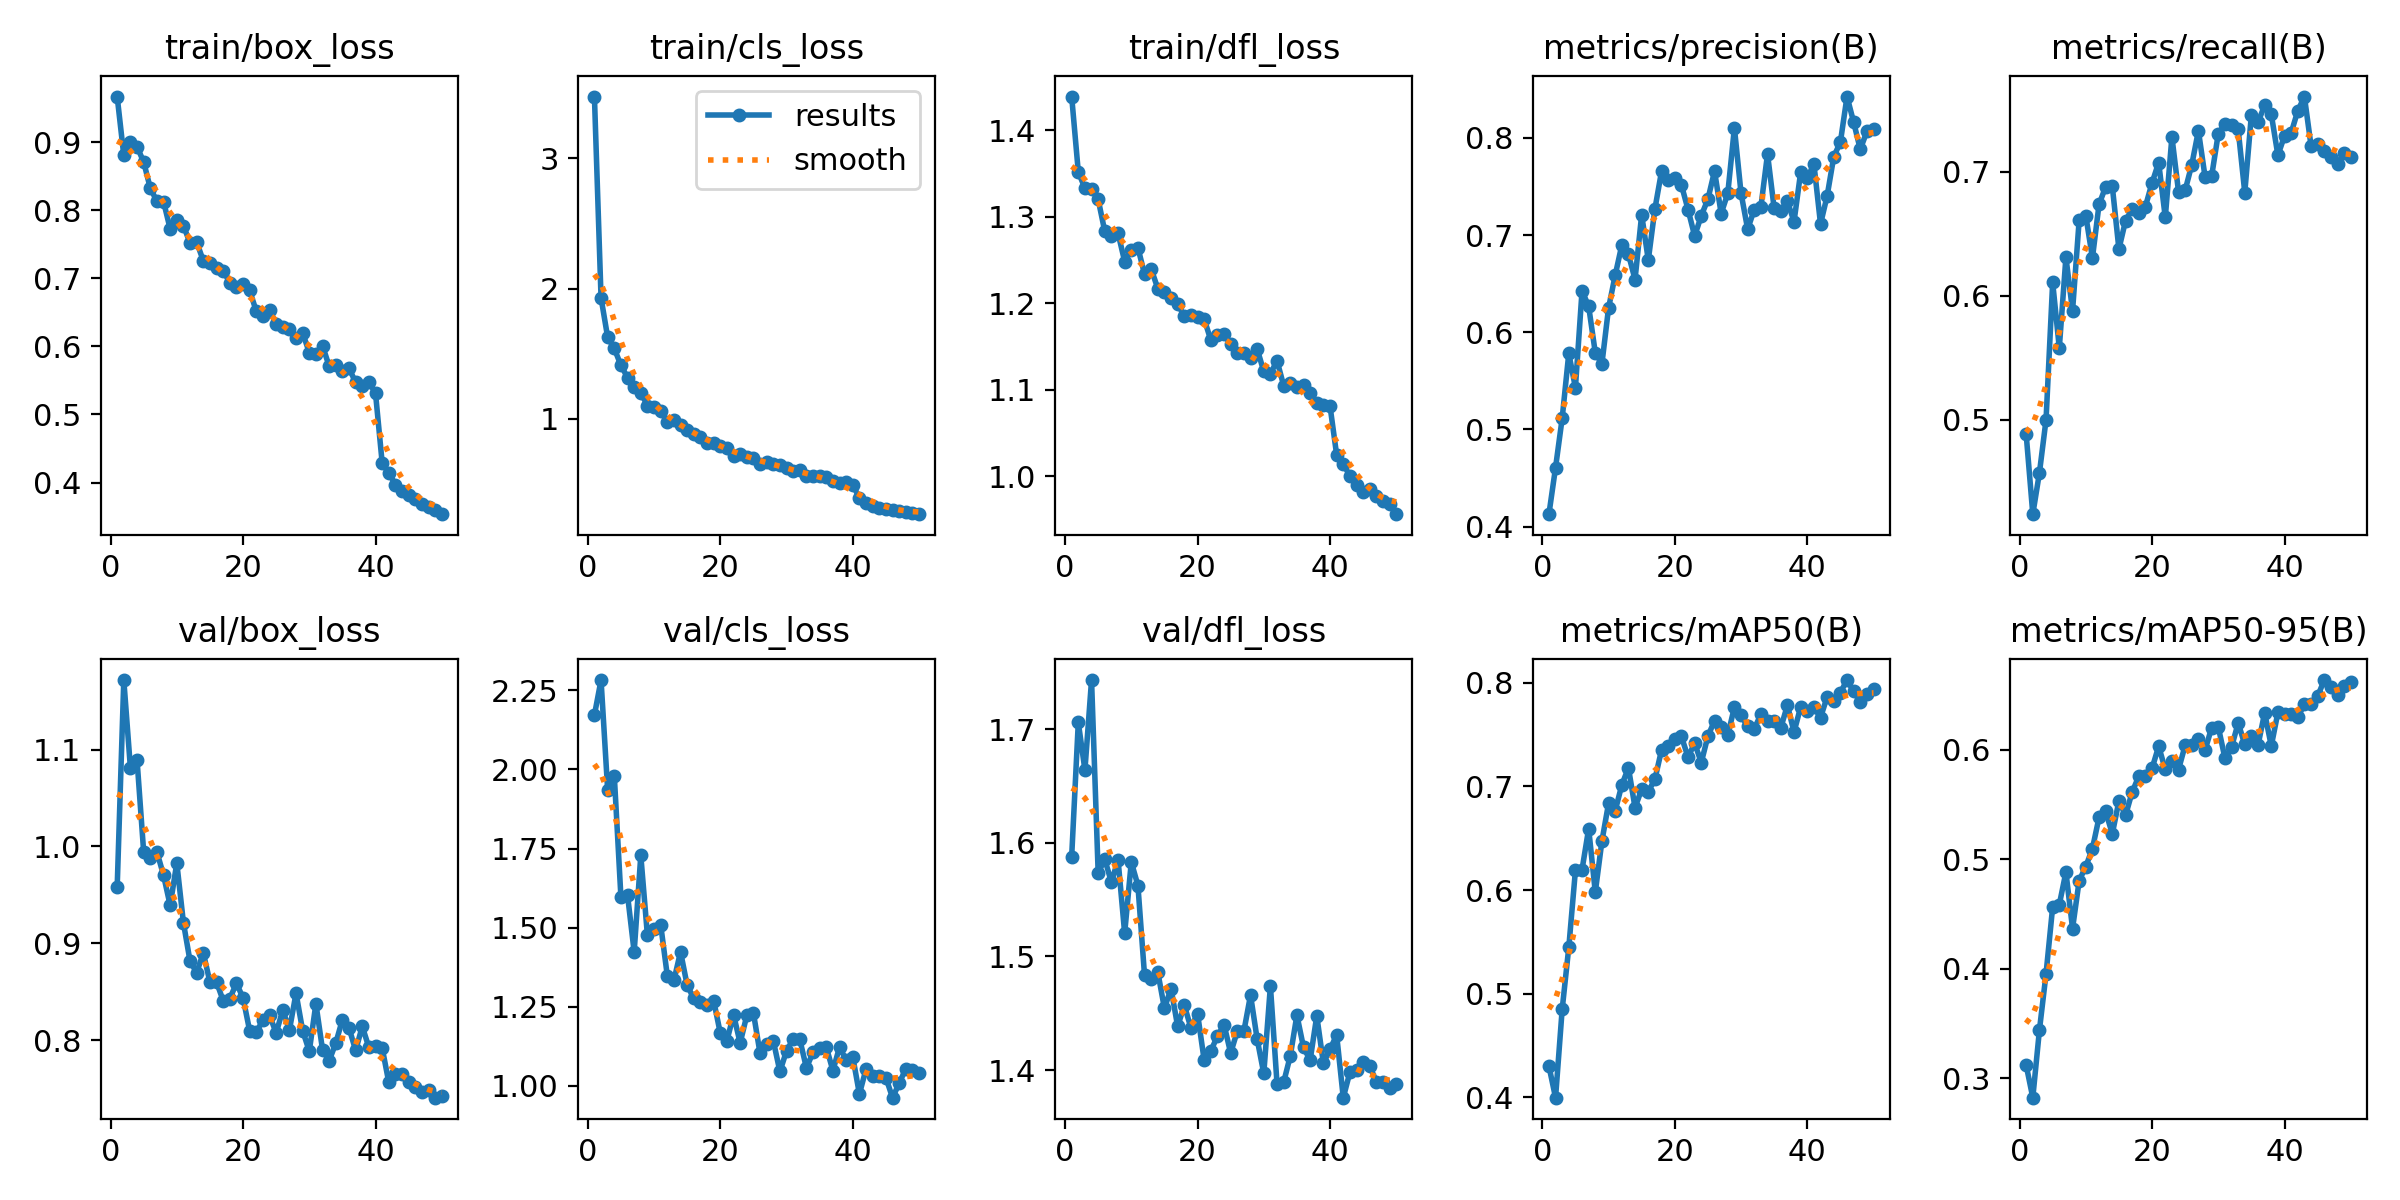 train/box_loss
0.9
0.8
0.7
0.6
0.5
0.4
0 20 40
train/cls_loss
results
smooth
3
2
1
0 20 40
train/dfl_loss
1.4
1.3
1.2
1.1
1.0
0 20 40
metrics/precision(B)
0.8
0.7
0.6
0.5
0.4
0 20 40
metrics/recall(B)
0.7
0.6
0.5
0 20 40
val/box_loss
1.1
1.0
0.9
0.8
0 20 40
val/cls_loss
2.25
2.00
1.75
1.50
1.25
1.00
0 20 40
val/dfl_loss
1.7
1.6
1.5
1.4
0 20 40
metrics/mAP50(B)
0.8
0.7
0.6
0.5
0.4
0 20 40
metrics/mAP50-95(B)
0.6
0.5
0.4
0.3
0 20 40